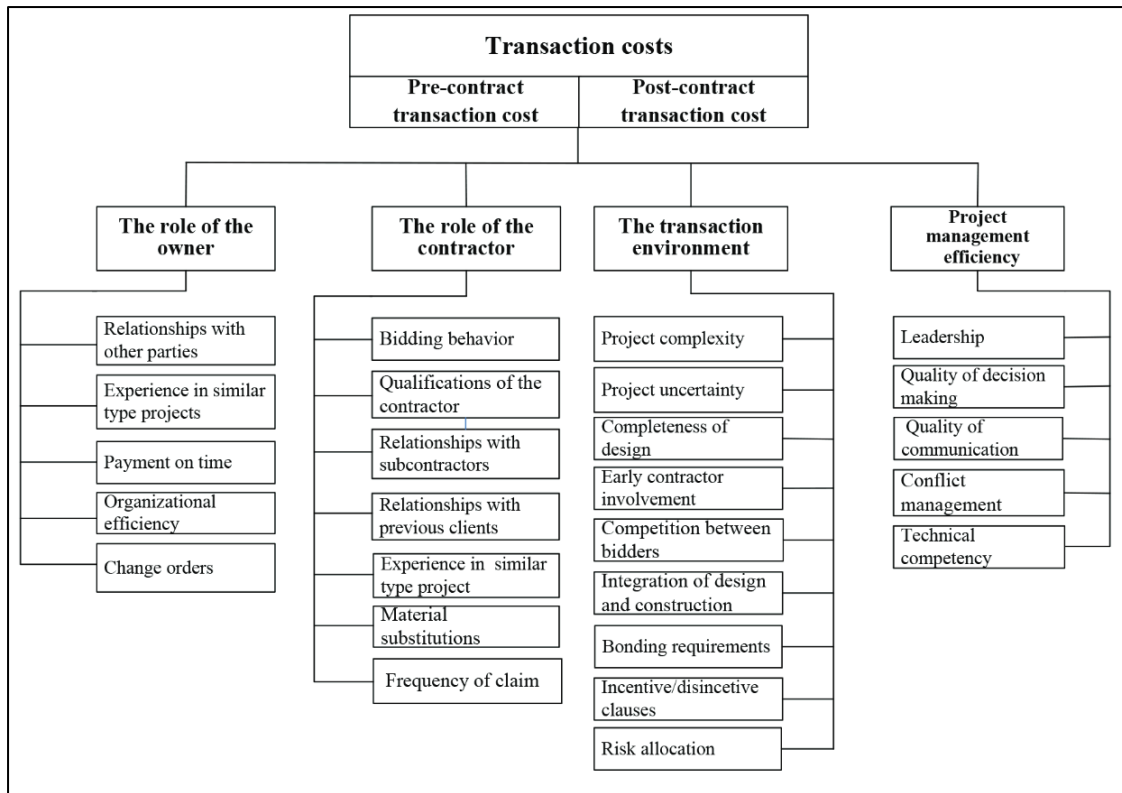 Transaction costs
Pre-contract
transaction cost
Post-contract
transaction cost
The role of the
owner
Relationships with
other parties
Experience in similar
type projects
Payment on time
Organizational
efficiency
Change orders
The role of the
contractor
Bidding behavior
Qualifications of the
contractor
Relationships with
subcontractors
Relationships with
previous clients
Experience in similar
type project
Material
substitutions
Frequency of claim
The transaction
environment
Project complexity
Project uncertainty
Completeness of
design
Early contractor
involvement
Competition between
bidders
Integration of design
and construction
Bonding requirements
Incentive/disincetive
clauses
Risk allocation
Project
management
efficiency
Leadership
Quality of decision
making
Quality of
communication
Conflict
management
Technical
competency